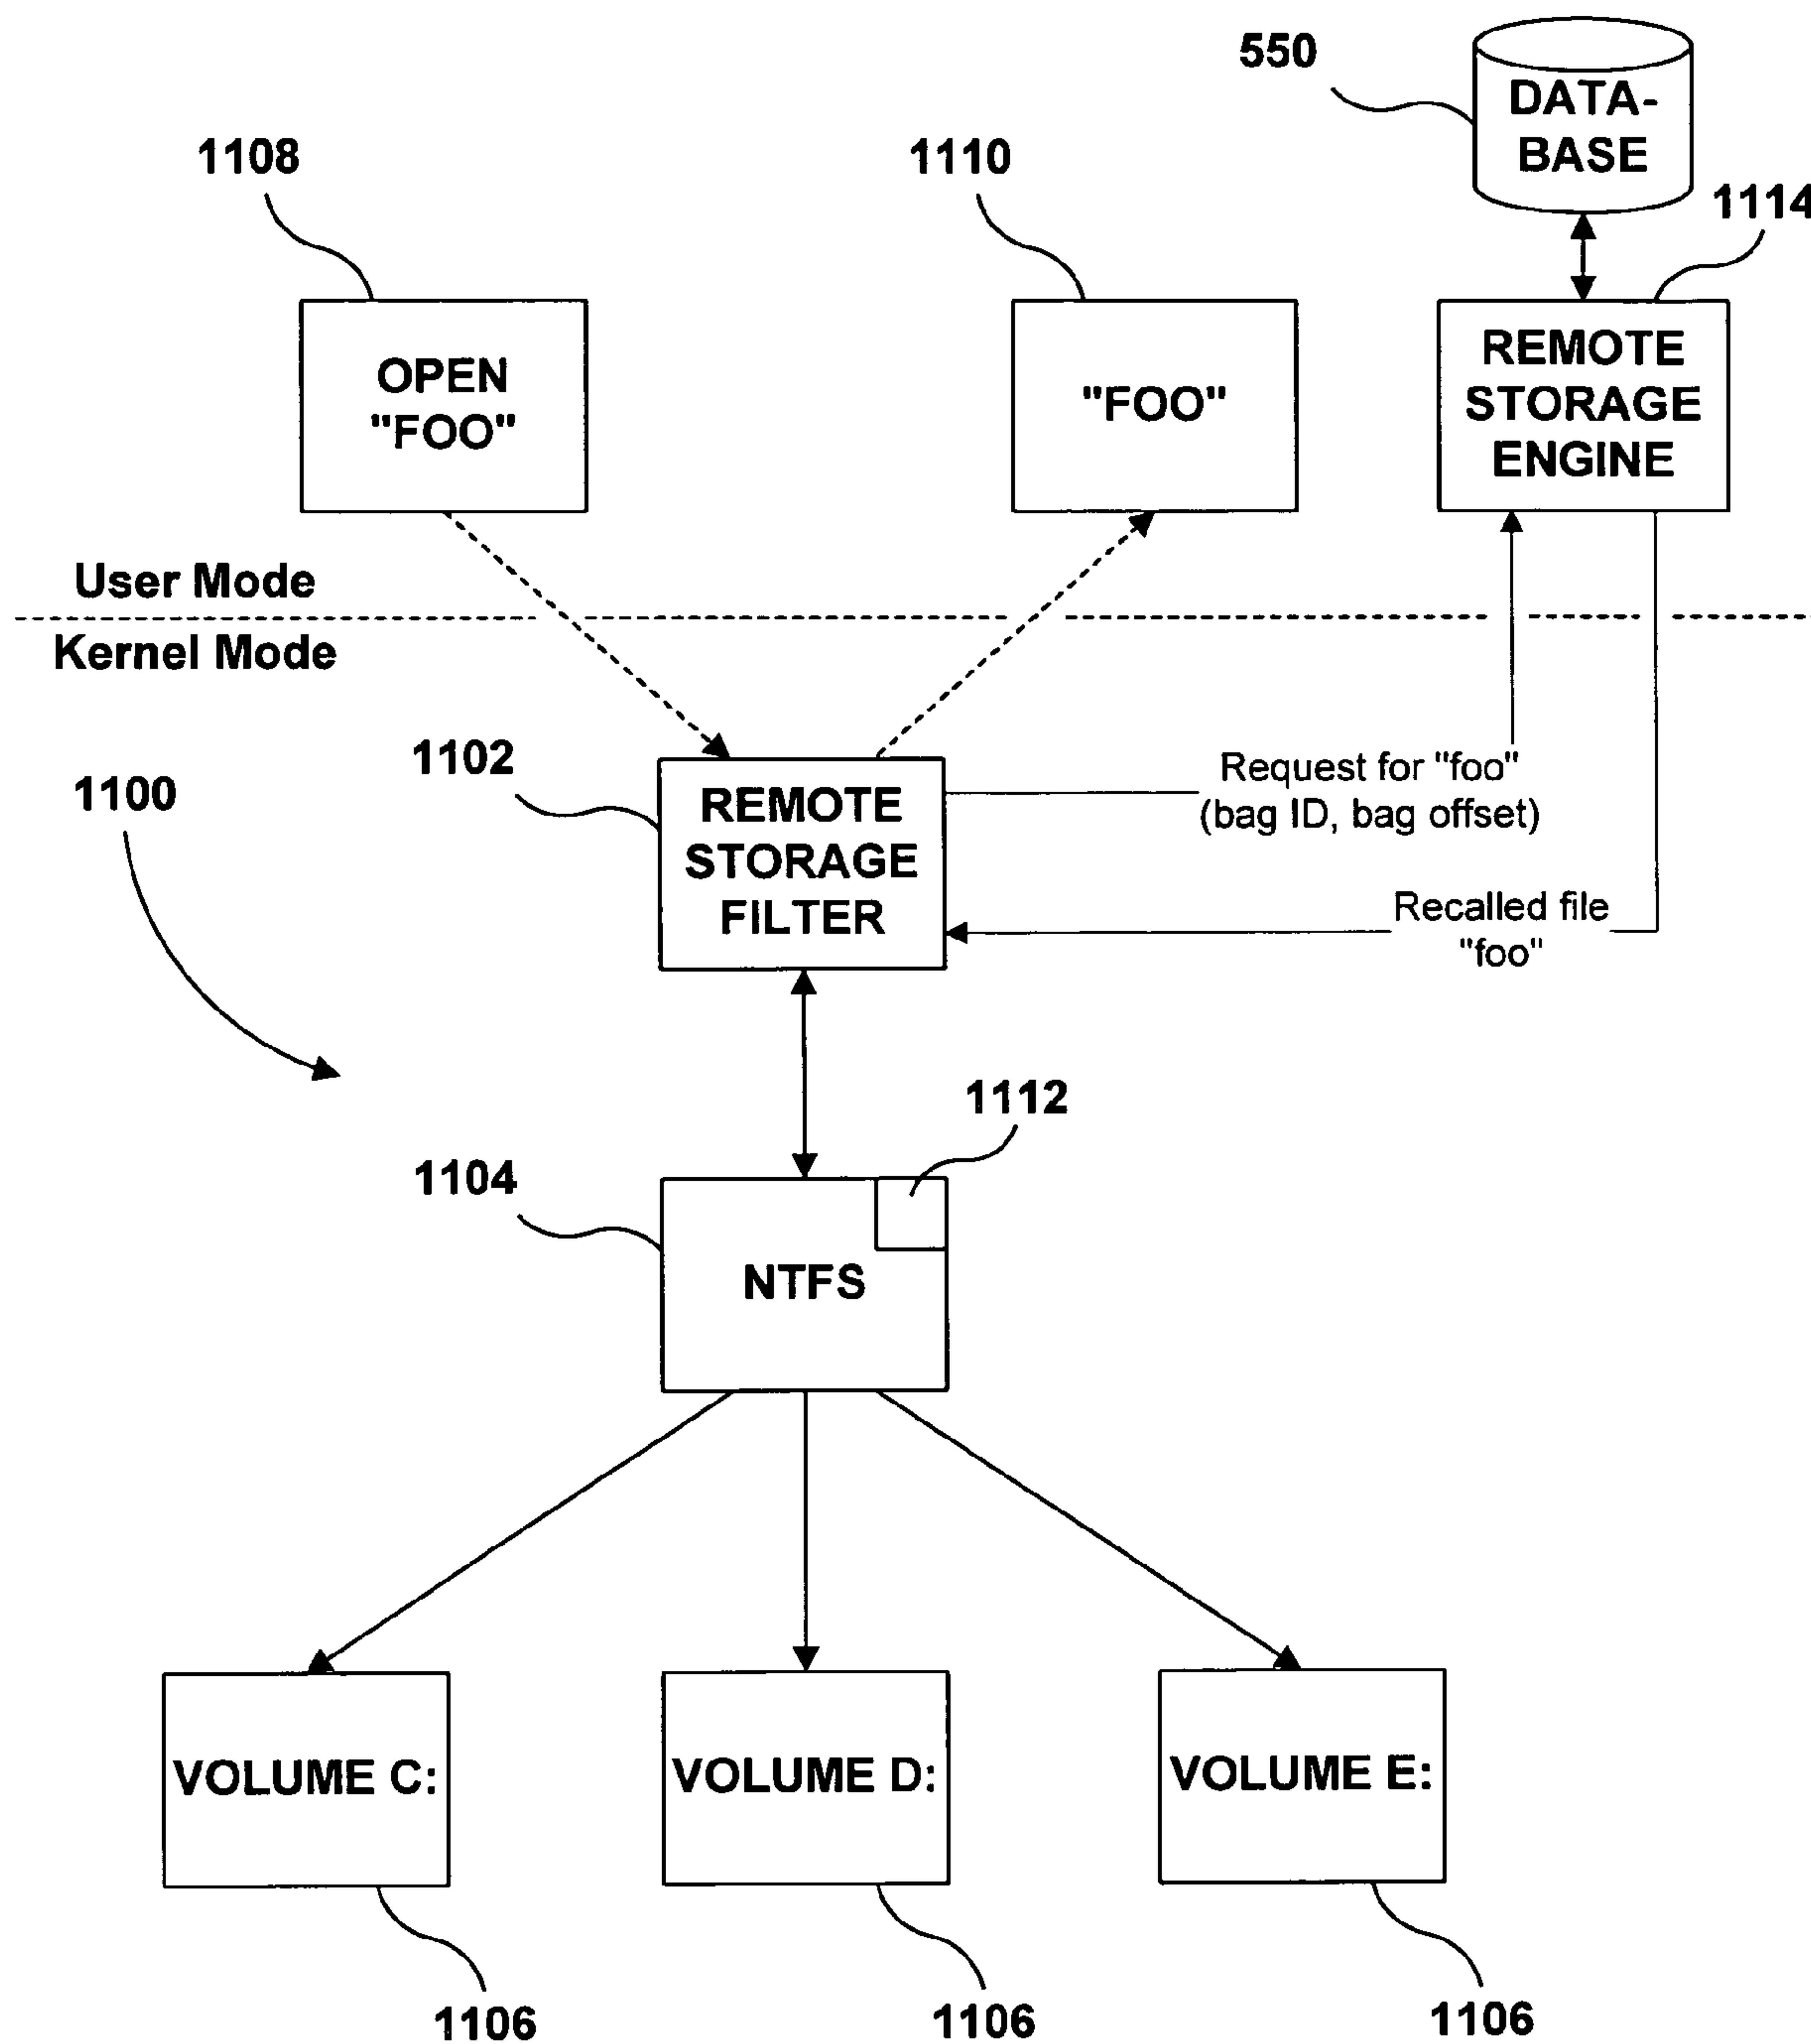 550
DATA-
BASE
1108
1110
1114
OPEN
"FOO"
"FOO"
REMOTE
STORAGE
ENGINE
User Mode
Kernel Mode
1102
1100
REMOTE
STORAGE
FILTER
Request for "foo"
(bag ID, bag offset)
Recalled file
"foo"
1112
1104
NTFS
VOLUME C:
VOLUME D:
VOLUME E:
1106
1106
1106